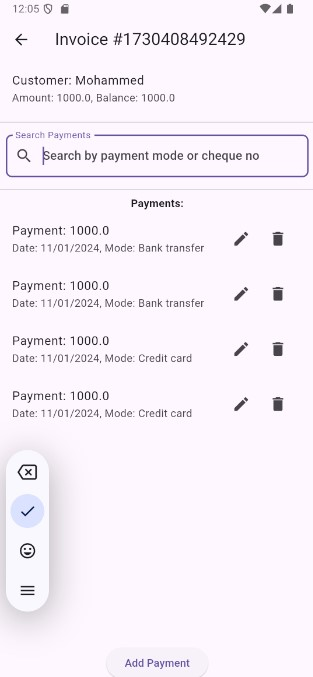 12:05
Invoice #1730408492429
Customer: Mohammed
Amount: 1000.0, Balance: 1000.0
Search Payments
Search by payment mode or cheque no
Payments:
Payment: 1000.0
Date: 11/01/2024, Mode: Bank transfer
Payment: 1000.0
Date: 11/01/2024, Mode: Bank transfer
Payment: 1000.0
Date: 11/01/2024, Mode: Credit card
Payment: 1000.0
Date: 11/01/2024, Mode: Credit card
Add Payment